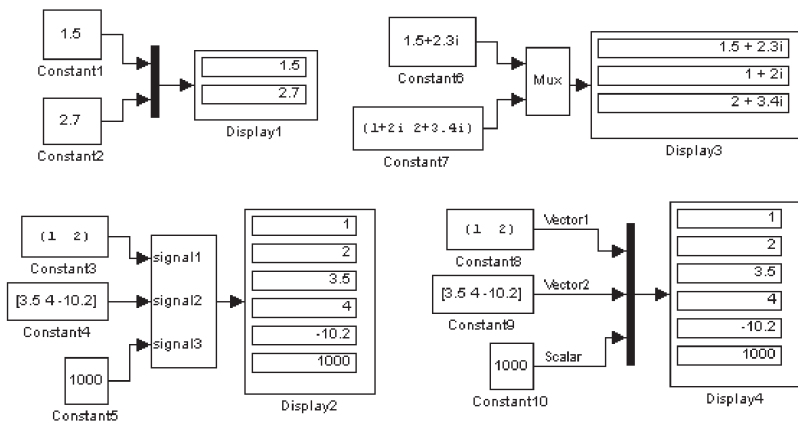 1.5
Constant1
2.7
Constant2
1.5
2.7
Display1
1.5+2.3i
Constant6
(1+2i 2+3.4i)
Constant7
Mux
1.5 + 2.3i
1 + 2i
2 + 3.4i
Display3
(1 2)
Constant3
[3.5 4 -10.2]
Constant4
1000
Constant5
signal1
signal2
signal3
1
2
3.5
4
-10.2
1000
Display2
(1 2)
Constant8
[3.5 4 -10.2]
Constant9
1000
Constant10
Vector1
Vector2
Scalar
1
2
3.5
4
-10.2
1000
Display4